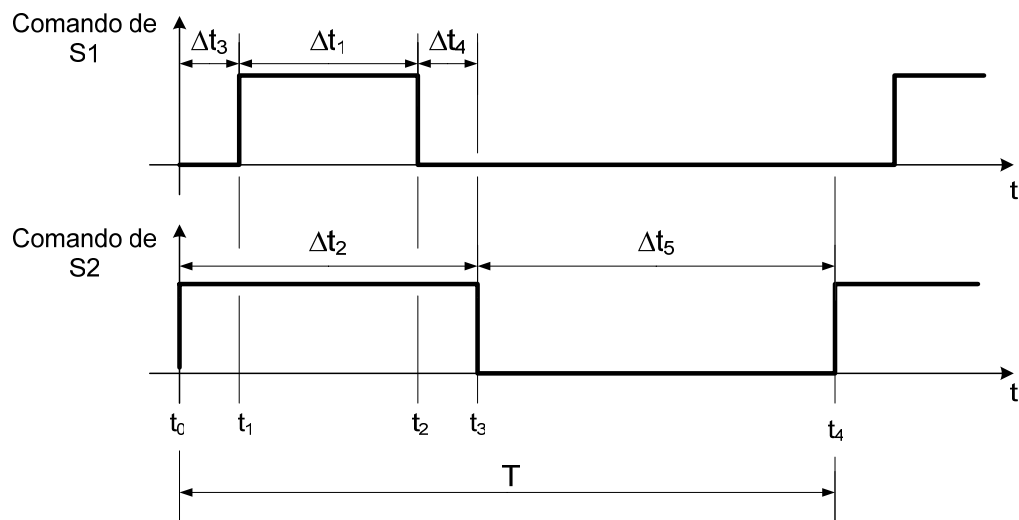 Comando de
S1
Δt₃
Δt₁
Δt₄
t
Comando de
S2
Δt₂
Δt₅
t
t₀
t₁
t₂
t₃
t₄
T